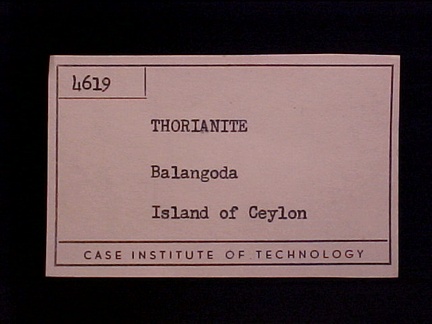 4619
THORIANITE
Balangoda
Island of Ceylon
CASE INSTITUTE OF TECHNOLOGY